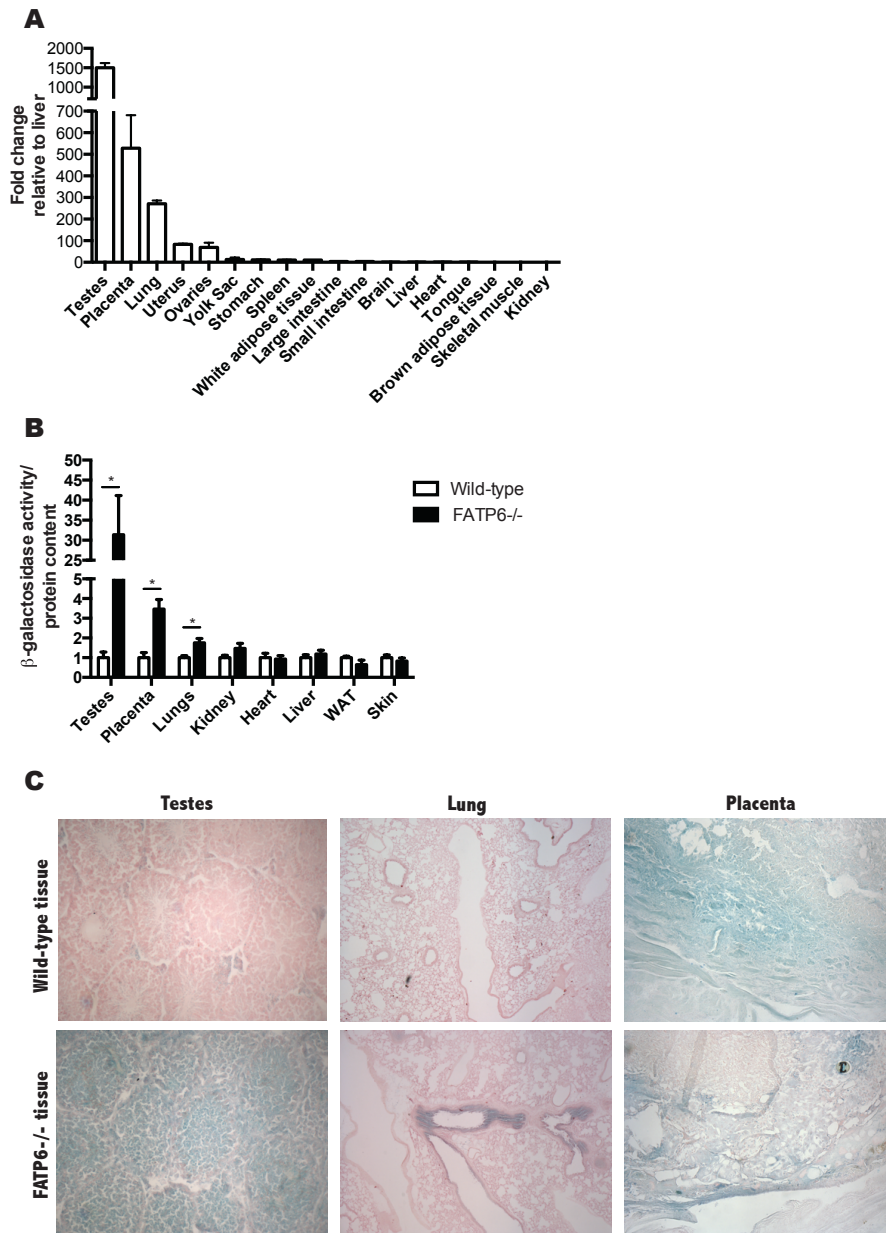 A
Fold change
relative to liver
2000
1500
1000
700
600
500
400
300
200
100
0
Testes
Placenta
Lung
Uterus
Ovaries
Yolk Sac
Stomach
Spleen
White adipose tissue
Large intestine
Small intestine
Brain
Liver
Heart
Tongue
Brown adipose tissue
Skeletal muscle
Kidney
B
β-galactosidase activity/
protein content
50
45
40
35
30
25
5
4
3
2
1
0
*
*
*
Testes
Placenta
Lungs
Kidney
Heart
Liver
WAT
Skin
Wild-type
FATP6-/-
C
Testes
Lung
Placenta
Wild-type tissue
FATP6-/- tissue